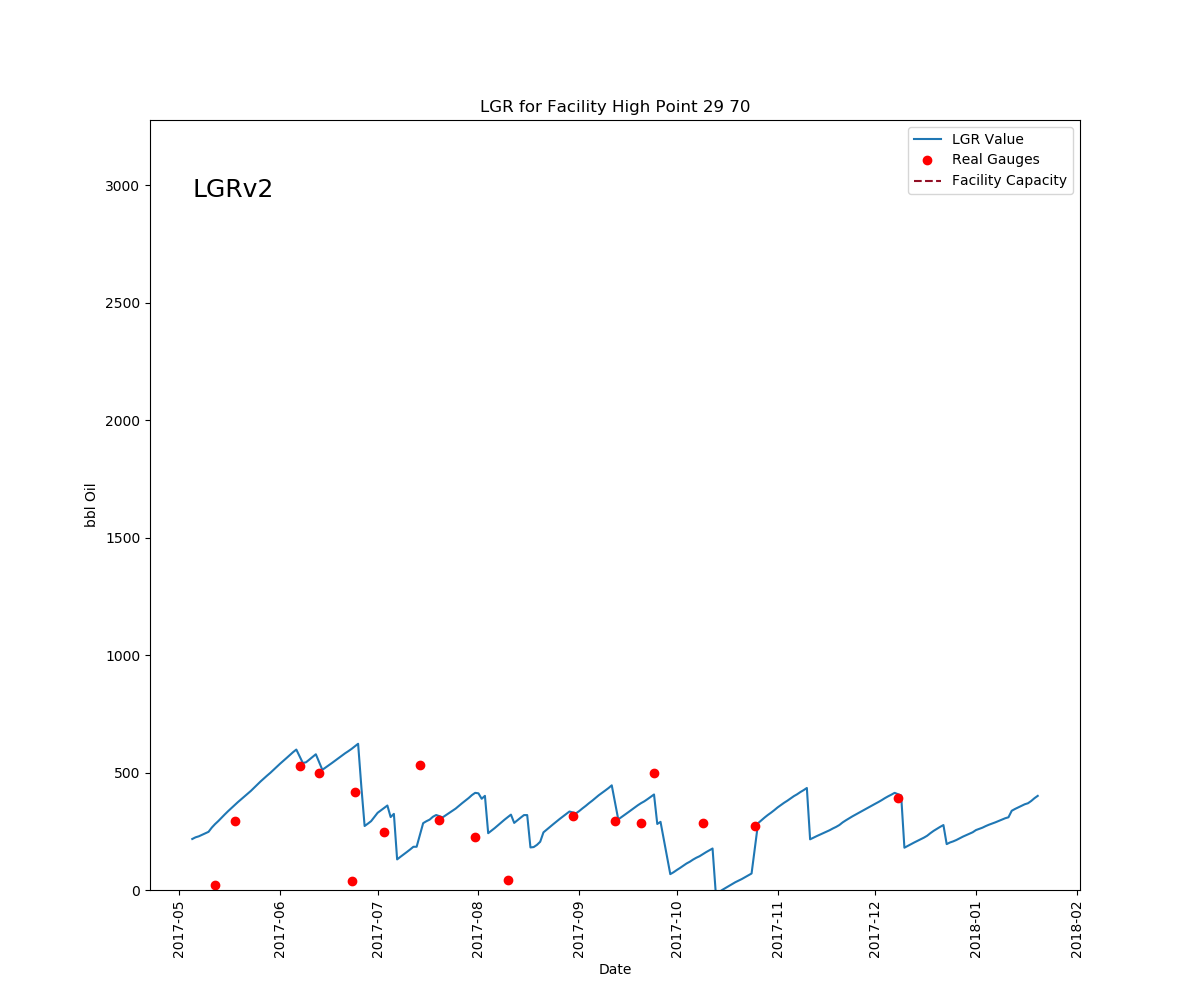 LGR for Facility High Point 29 70
LGRv2
LGR Value
Real Gauges
Facility Capacity
bbl Oil
3000
2500
2000
1500
1000
500
0
2017-05
2017-06
2017-07
2017-08
2017-09
2017-10
2017-11
2017-12
2018-01
2018-02
Date